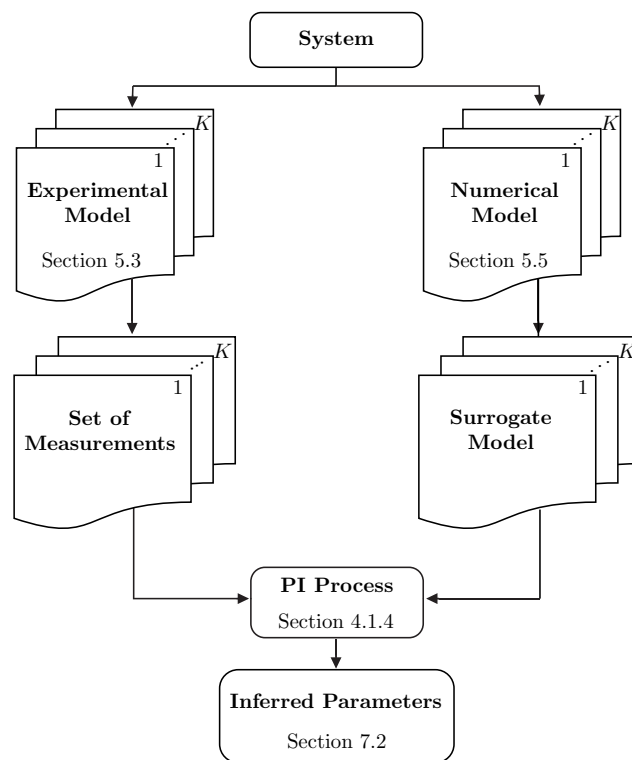 System
K
1
Experimental
Model
Section 5.3
K
1
Numerical
Model
Section 5.5
K
1
Set of
Measurements
K
1
Surrogate
Model
PI Process
Section 4.1.4
Inferred Parameters
Section 7.2